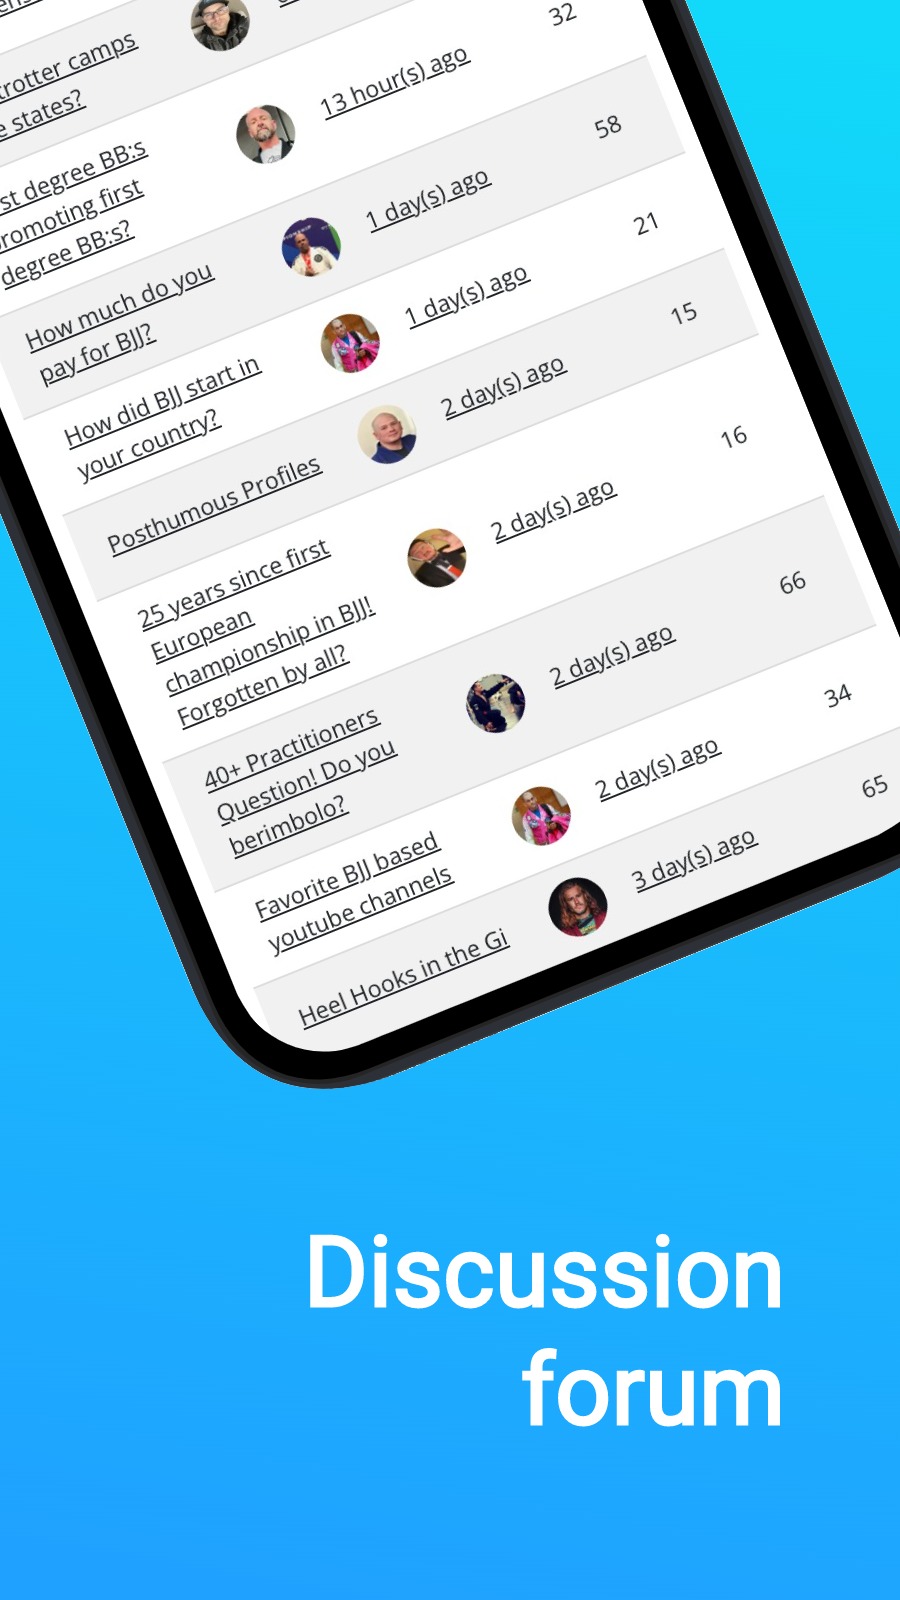 trotter camps
e states?
st degree BB:s
romoting first
degree BB:s?
13 hour(s) ago
32
How much do you
pay for BJJ?
1 day(s) ago
58
How did BJJ start in
your country?
1 day(s) ago
21
Posthumous Profiles
2 day(s) ago
15
25 years since first
European
championship in BJJ!
Forgotten by all?
2 day(s) ago
16
40+ Practitioners
Question! Do you
berimbolo?
2 day(s) ago
66
Favorite BJJ based
youtube channels
2 day(s) ago
34
Heel Hooks in the Gi
3 day(s) ago
65
Discussion
forum